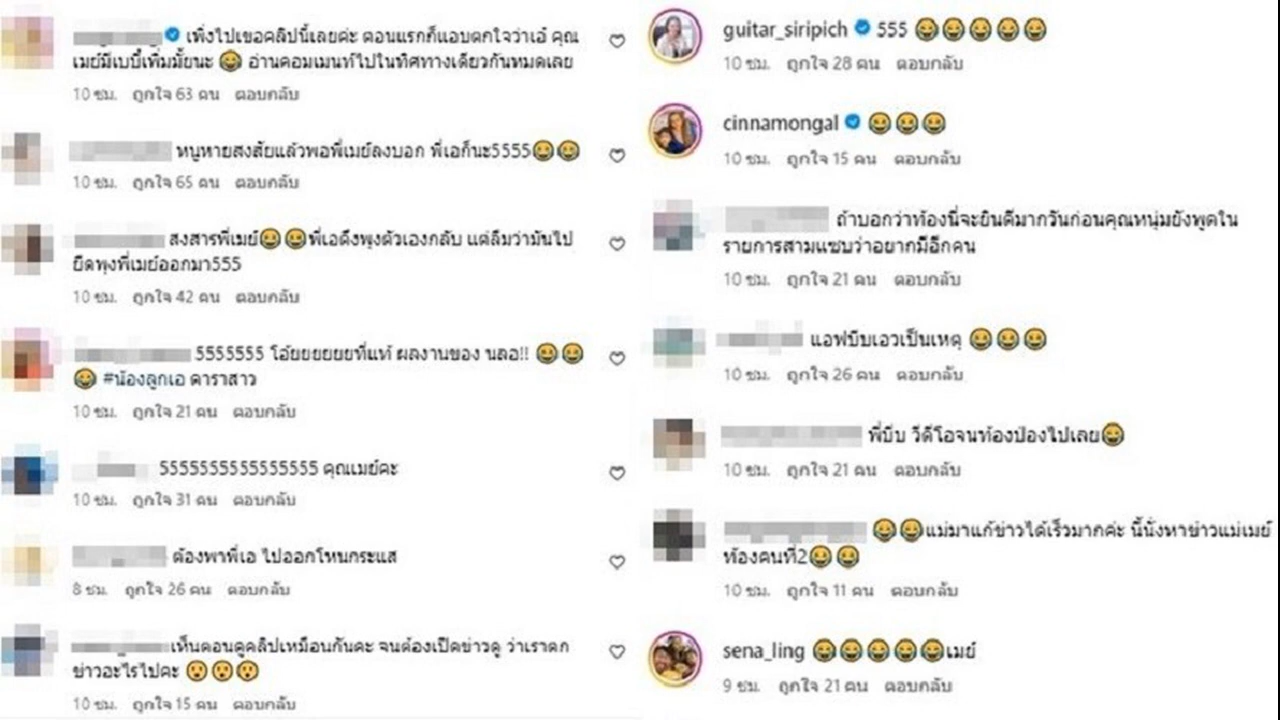 เพิ่งไปเจอคลิปนี้เลยค่ะ ตอนแรกก็แอบตกใจว่าเอ๋ คุณ
เมย์มีเบบี๋เพิ่มมั้ยนะ 😂 อ่านคอมเมนท์ไปในทิศทางเดียวกันหมดเลย
10 ชม. ถูกใจ 63 คน ตอบกลับ
หนูหายสงสัยแล้วพอพี่เมย์ลงบอก พี่เอก็นะ5555😂😂
10 ชม. ถูกใจ 65 คน ตอบกลับ
สงสารพี่เมย์😂😂พี่เอดึงพุงตัวเองกลับ แต่ลืมว่ามันไป
ยืดพุงพี่เมย์ออกมา555
10 ชม. ถูกใจ 42 คน ตอบกลับ
5555555 โอ้ยยยยยยที่แท้ ผลงานของ นลอ!! 😂😂
😂 #น้องลูกเอ ดาราสาว
10 ชม. ถูกใจ 21 คน ตอบกลับ
5555555555555555 คุณเมย์คะ
10 ชม. ถูกใจ 31 คน ตอบกลับ
ต้องพาพี่เอ ไปออกโหนกระแส
8 ชม. ถูกใจ 26 คน ตอบกลับ
เห็นตอนดูคลิปเหมือนกันคะ จนต้องเปิดข่าวดู ว่าเราตก
ข่าวอะไรไปคะ 😮😮😮
10 ชม. ถูกใจ 15 คน ตอบกลับ
guitar_siripich 555 😂😂😂😂😂
10 ชม. ถูกใจ 28 คน ตอบกลับ
cinnamongal 😂😂😂
10 ชม. ถูกใจ 15 คน ตอบกลับ
ถ้าบอกว่าท้องนี่จะยินดีมากวันก่อนคุณหนุ่มยังพูดใน
รายการสามแซบว่าอยากมีอีกคน
10 ชม. ถูกใจ 21 คน ตอบกลับ
แอฟบีบเอวเป็นเหตุ 😂😂😂
10 ชม. ถูกใจ 26 คน ตอบกลับ
พี่บีบ วีดีโอจนท้องป่องไปเลย😂
10 ชม. ถูกใจ 21 คน ตอบกลับ
😂😂แม่มาแก้ข่าวได้เร็วมากค่ะ นี้นั่งหาข่าวแม่เมย์
ท้องคนที่2😂😂
10 ชม. ถูกใจ 11 คน ตอบกลับ
sena_ling 😂😂😂😂😂เมย์
9 ชม. ถูกใจ 21 คน ตอบกลับ